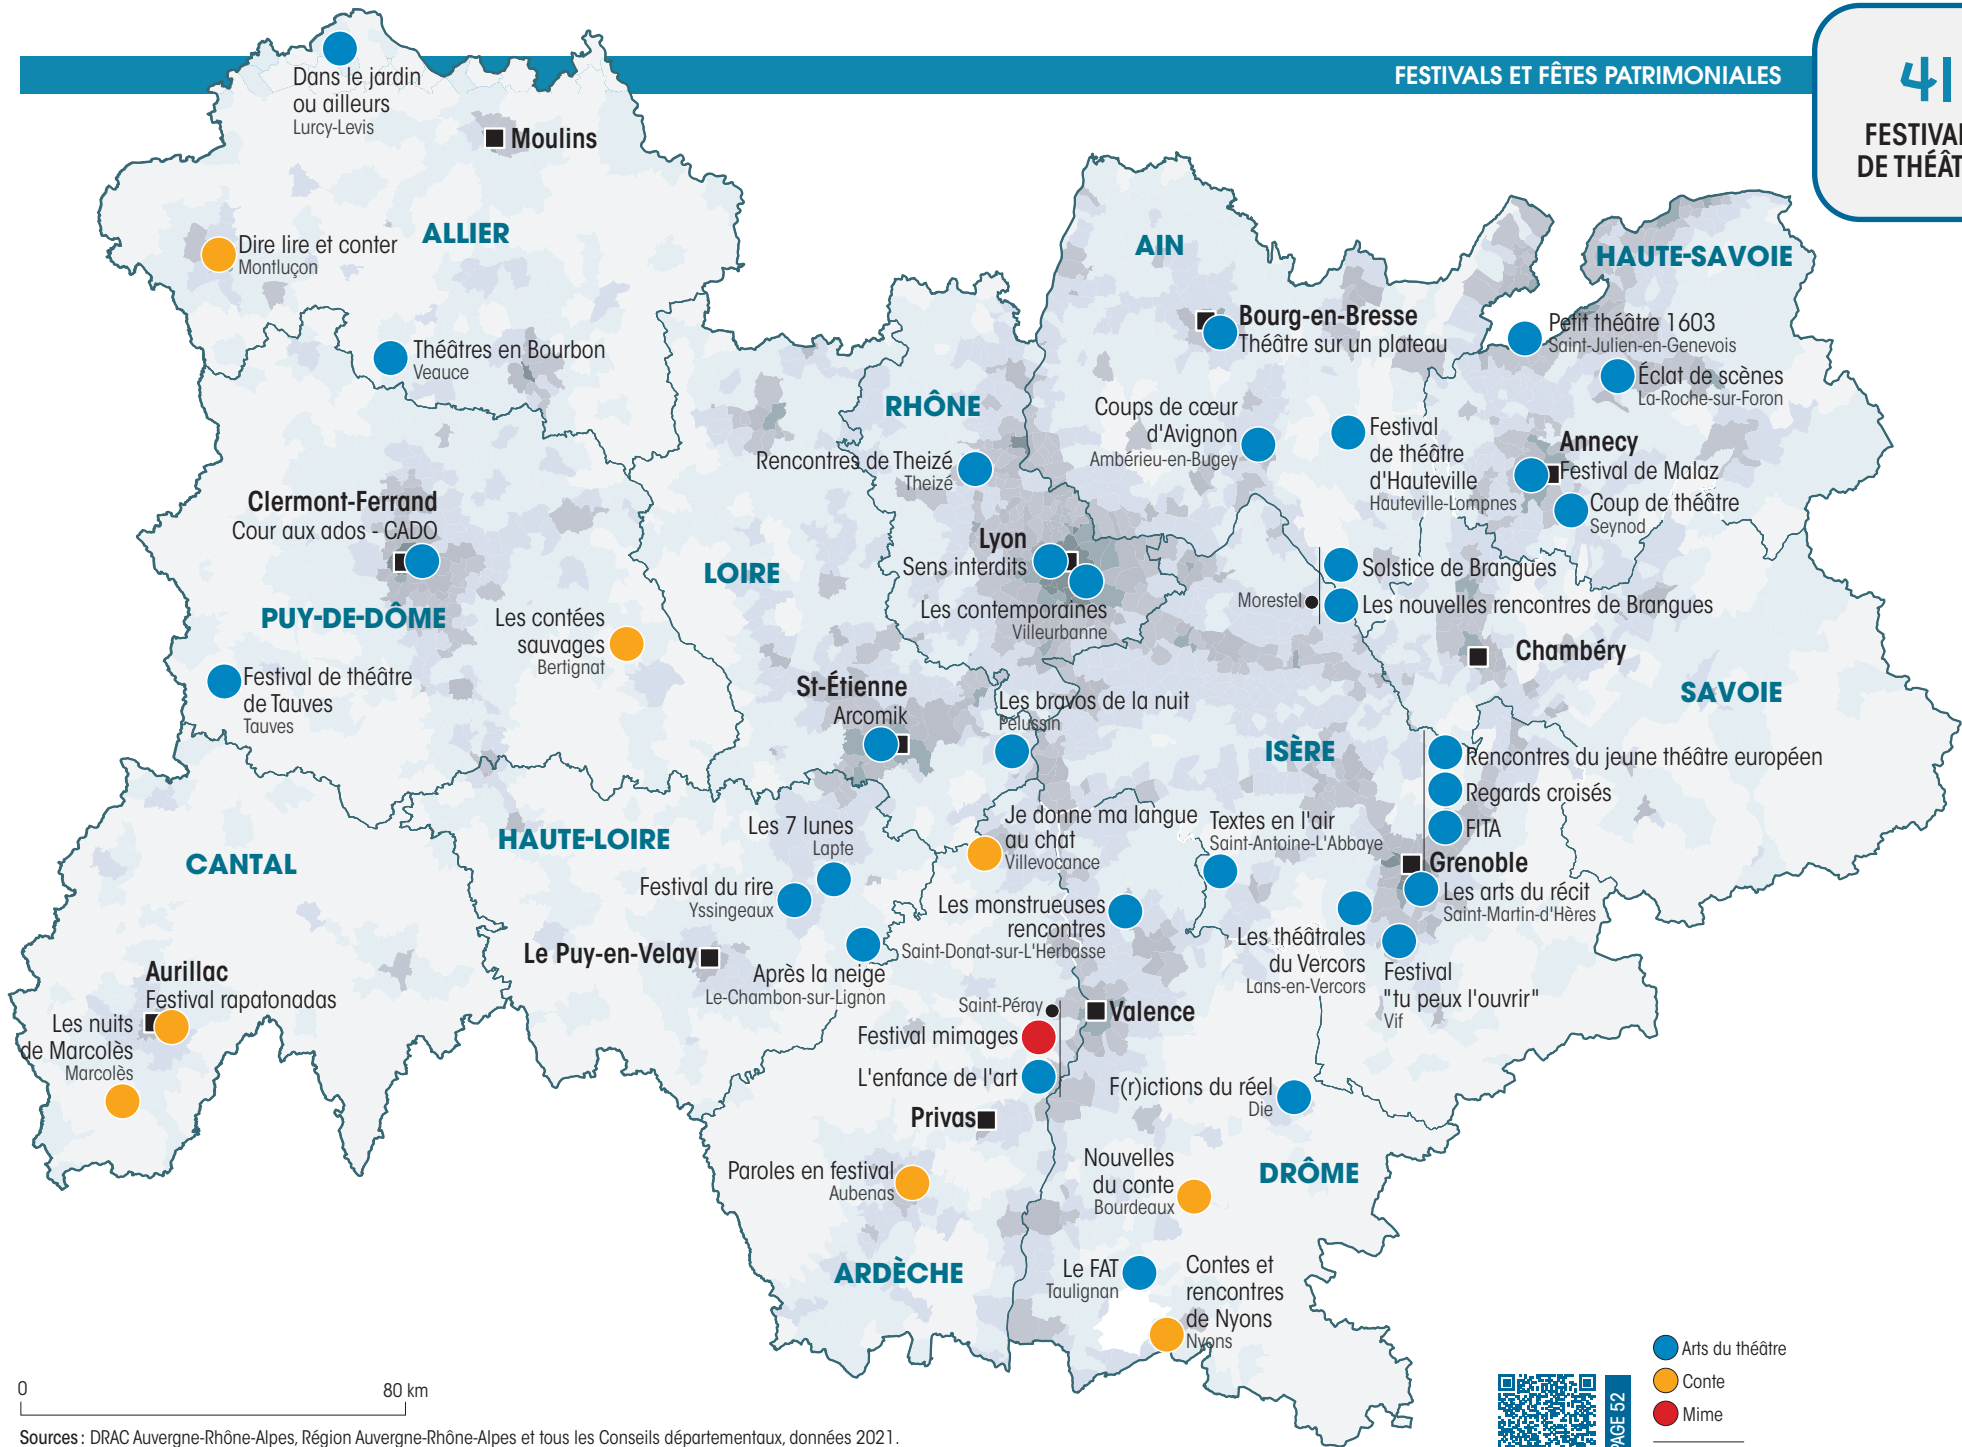 FESTIVALS ET FÊTES PATRIMONIALES
41
DE
Dans le jardin
ou ailleurs
Lurcy-Levis
Moulins
ALLIER
Dire lire et conter
Montluçon
Théâtres en Bourbon
Veauce
AIN
HAUTE-SAVOIE
Bourg-en-Bresse
Théâtre sur un plateau
Petit théâtre 1603
Saint-Julien-en-Genevois
Éclat de scènes
La-Roche-sur-Foron
RHÔNE
Coups de cœur
d'Avignon
Ambérieu-en-Bugey
Festival
de théâtre
d'Hauteville
Hauteville-Lompnes
Annecy
Festival de Malaz
Coup de théâtre
Seynod
Rencontres de Theizé
Theizé
Clermont-Ferrand
Cour aux ados - CADO
PUY-DE-DÔME
Les contées
sauvages
Bertignat
Festival de théâtre
de Tauves
Tauves
LOIRE
Lyon
Sens interdits
Les contemporaines
Villeurbanne
Solstice de Brangues
Morestel
Les nouvelles rencontres de Brangues
Chambéry
SAVOIE
St-Étienne
Arcomik
Les bravos de la nuit
Pélussin
ISÈRE
Rencontres du jeune théâtre européen
Regards croisés
FITA
Grenoble
Les arts du récit
Saint-Martin-d'Hères
CANTAL
HAUTE-LOIRE
Les 7 lunes
Lapte
Festival du rire
Yssingeaux
Je donne ma langue
au chat
Villevocance
Textes en l'air
Saint-Antoine-L'Abbaye
Les monstrueuses
rencontres
Saint-Donat-sur-L'Herbasse
Les théâtrales
du Vercors
Lans-en-Vercors
Festival
"tu peux l'ouvrir"
Vif
Le Puy-en-Velay
Après la neige
Le-Chambon-sur-Lignon
Aurillac
Festival rapatonadas
Les nuits
de Marcolès
Marcolès
Saint-Péray
Valence
Festival mimages
L'enfance de l'art
Privas
F(r)ictions du réel
Die
Paroles en festival
Aubenas
Nouvelles
du conte
Bourdeaux
DRÔME
ARDÈCHE
Le FAT
Taulignan
Contes et
rencontres
de Nyons
Nyons
Arts du théâtre
Conte
Mime
PAGE 52
0 80 km
Sources : DRAC Auvergne-Rhône-Alpes, Région Auvergne-Rhône-Alpes et tous les Conseils départementaux, données 2021.